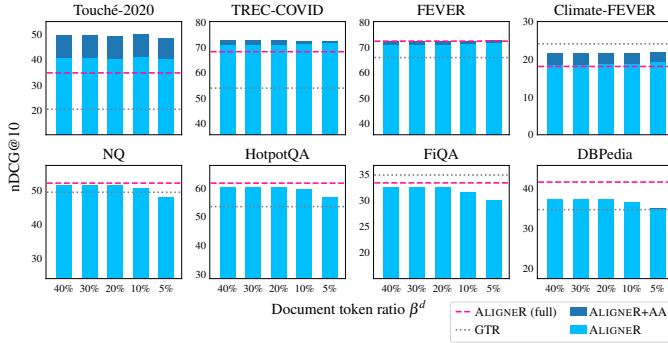 Touché-2020 TREC-COVID FEVER Climate-FEVER
50 40 30 20
80 70 60 50 40
80 70 60 50 40
30 20 10
nDCG@10
NQ HotpotQA FiQA DBPedia
50 40 30
60 50 40 30
35 30 25 20 15
40 30 20
40% 30% 20% 10% 5% 40% 30% 20% 10% 5% 40% 30% 20% 10% 5% 40% 30% 20% 10% 5%
Document token ratio β^d
ALIGNER (full) ALIGNER+AA
GTR ALIGNER